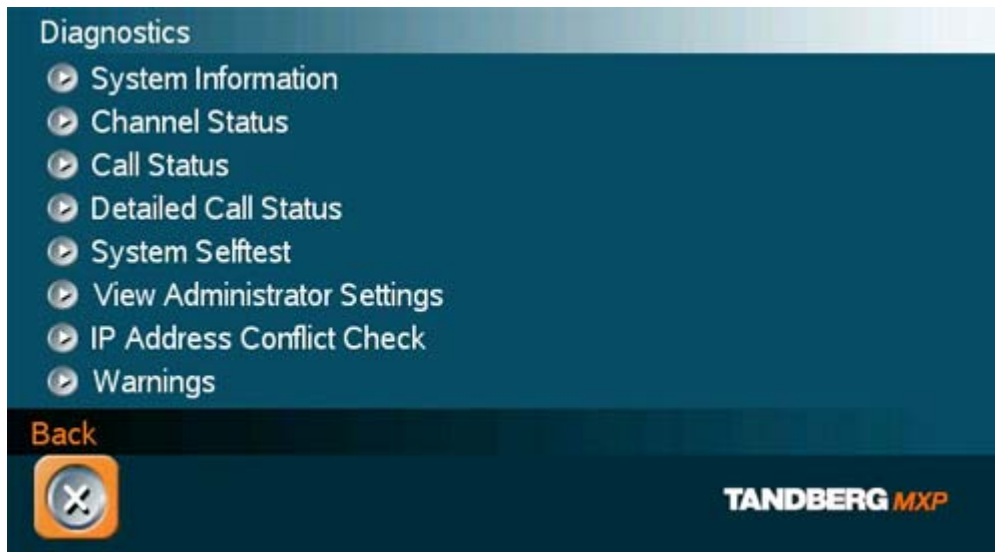 Diagnostics
System Information
Channel Status
Call Status
Detailed Call Status
System Selftest
View Administrator Settings
IP Address Conflict Check
Warnings
Back
TANDBERG MXP